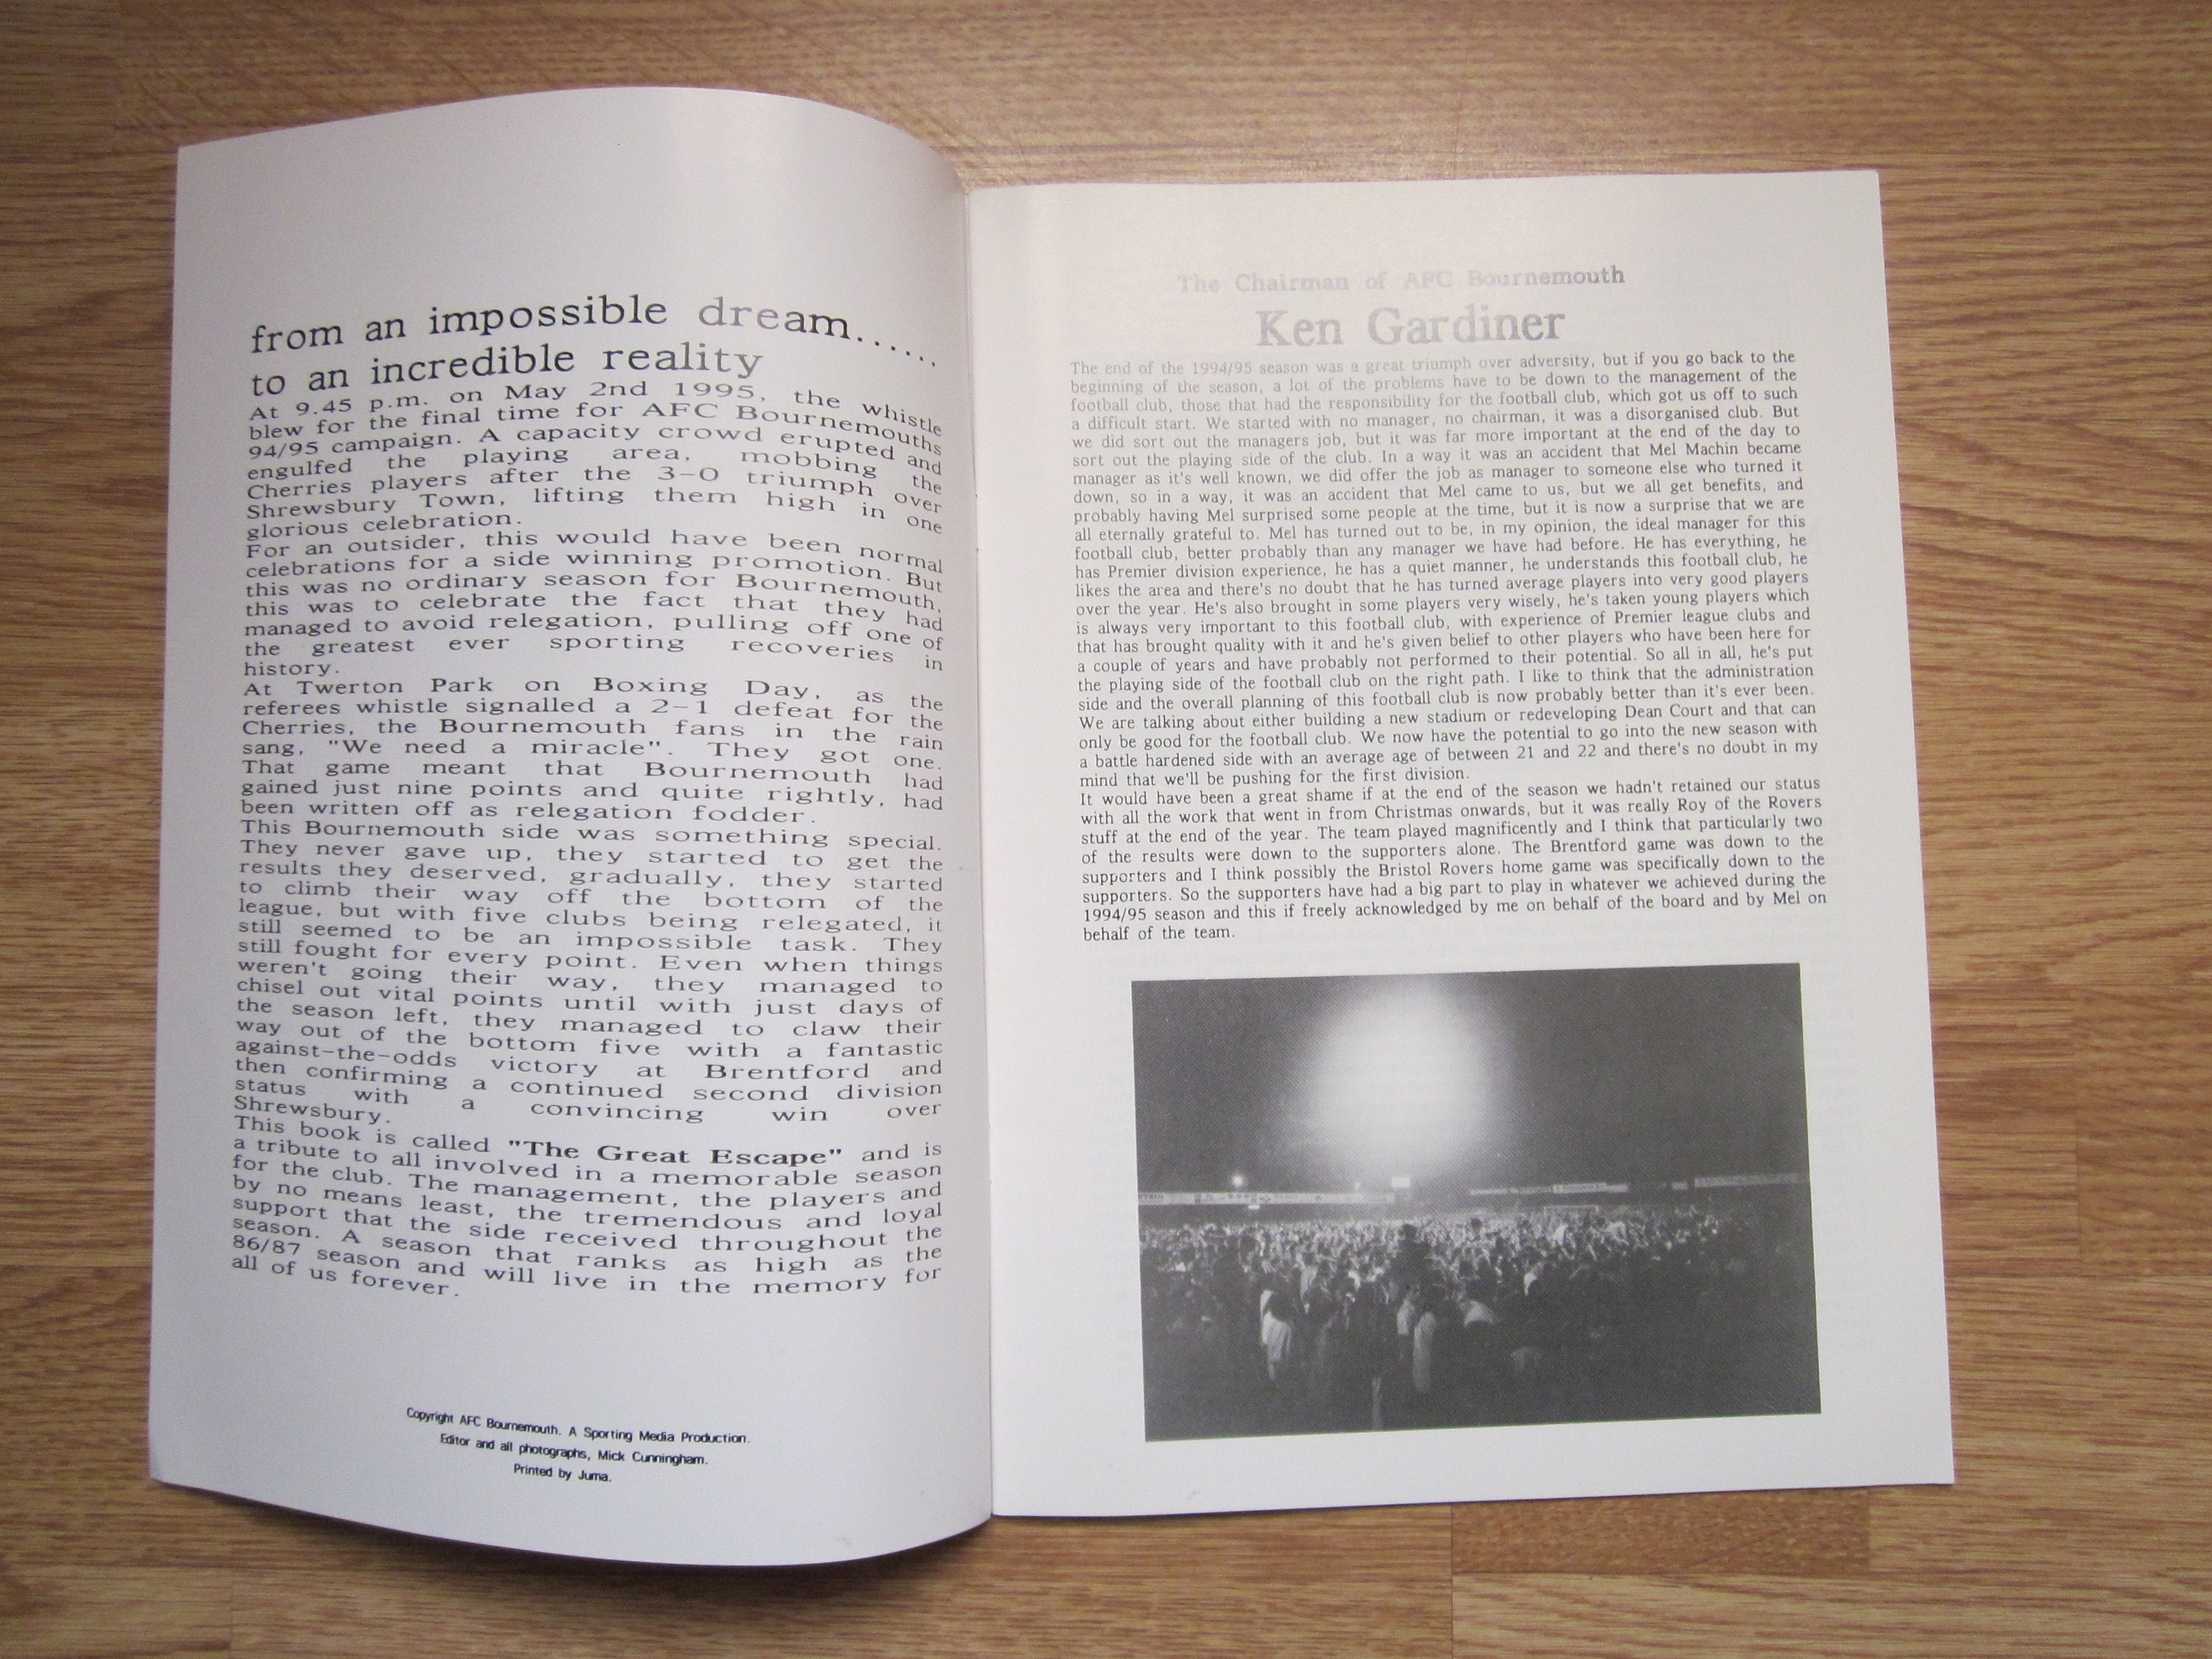 from an impossible dream......
to an incredible reality
At 9.45 p.m. on May 2nd 1995, the whistle
blew for the final time for AFC Bournemouths
94/95 campaign. A capacity crowd erupted and
engulfed the playing area, mobbing the
Cherries players after the 3-0 triumph over
Shrewsbury Town, lifting them high in one
glorious celebration.
For an outsider, this would have been normal
celebrations for a side winning promotion. But
this was no ordinary season for Bournemouth,
this was to celebrate the fact that they had
managed to avoid relegation, pulling off one of
the greatest ever sporting recoveries in
history.
At Twerton Park on Boxing Day, as the
referees whistle signalled a 2-1 defeat for the
Cherries, the Bournemouth fans in the rain
sang, "We need a miracle". They got one.
That game meant that Bournemouth had
gained just nine points and quite rightly, had
been written off as relegation fodder.
This Bournemouth side was something special.
They never gave up, they started to get the
results they deserved, gradually, they started
to climb their way off the bottom of the
league, but with five clubs being relegated, it
still seemed to be an impossible task. They
still fought for every point. Even when things
weren't going their way, they managed to
chisel out vital points until with just days of
the season left, they managed to claw their
way out of the bottom five with a fantastic
against-the-odds victory at Brentford and
then confirming a continued second division
status with a convincing win over
Shrewsbury.
This book is called "The Great Escape" and is
a tribute to all involved in a memorable season
for the club. The management, the players and
by no means least, the tremendous and loyal
support that the side received throughout the
season. A season that ranks as high as the
86/87 season and will live in the memory for
all of us forever.
Copyright AFC Bournemouth. A Sporting Media Production.
Editor and all photographs, Mick Cunningham.
Printed by Juma.
The Chairman of AFC Bournemouth
Ken Gardiner
The end of the 1994/95 season was a great triumph over adversity, but if you go back to the
beginning of the season, a lot of the problems have to be down to the management of the
football club, those that had the responsibility for the football club, which got us off to such
a difficult start. We started with no manager, no chairman, it was a disorganised club. But
we did sort out the managers job, but it was far more important at the end of the day to
sort out the playing side of the club. In a way it was an accident that Mel Machin became
manager as it's well known, we did offer the job as manager to someone else who turned it
down, so in a way, it was an accident that Mel came to us, but we all get benefits, and
probably having Mel surprised some people at the time, but it is now a surprise that we are
all eternally grateful to. Mel has turned out to be, in my opinion, the ideal manager for this
football club, better probably than any manager we have had before. He has everything, he
has Premier division experience, he has a quiet manner, he understands this football club, he
likes the area and there's no doubt that he has turned average players into very good players
over the year. He's also brought in some players very wisely, he's taken young players which
is always very important to this football club, with experience of Premier league clubs and
that has brought quality with it and he's given belief to other players who have been here for
a couple of years and have probably not performed to their potential. So all in all, he's put
the playing side of the football club on the right path. I like to think that the administration
side and the overall planning of this football club is now probably better than it's ever been.
We are talking about either building a new stadium or redeveloping Dean Court and that can
only be good for the football club. We now have the potential to go into the new season with
a battle hardened side with an average age of between 21 and 22 and there's no doubt in my
mind that we'll be pushing for the first division.
It would have been a great shame if at the end of the season we hadn't retained our status
with all the work that went in from Christmas onwards, but it was really Roy of the Rovers
stuff at the end of the year. The team played magnificently and I think that particularly two
of the results were down to the supporters alone. The Brentford game was down to the
supporters and I think possibly the Bristol Rovers home game was specifically down to the
supporters. So the supporters have had a big part to play in whatever we achieved during the
1994/95 season and this if freely acknowledged by me on behalf of the board and by Mel on
behalf of the team.